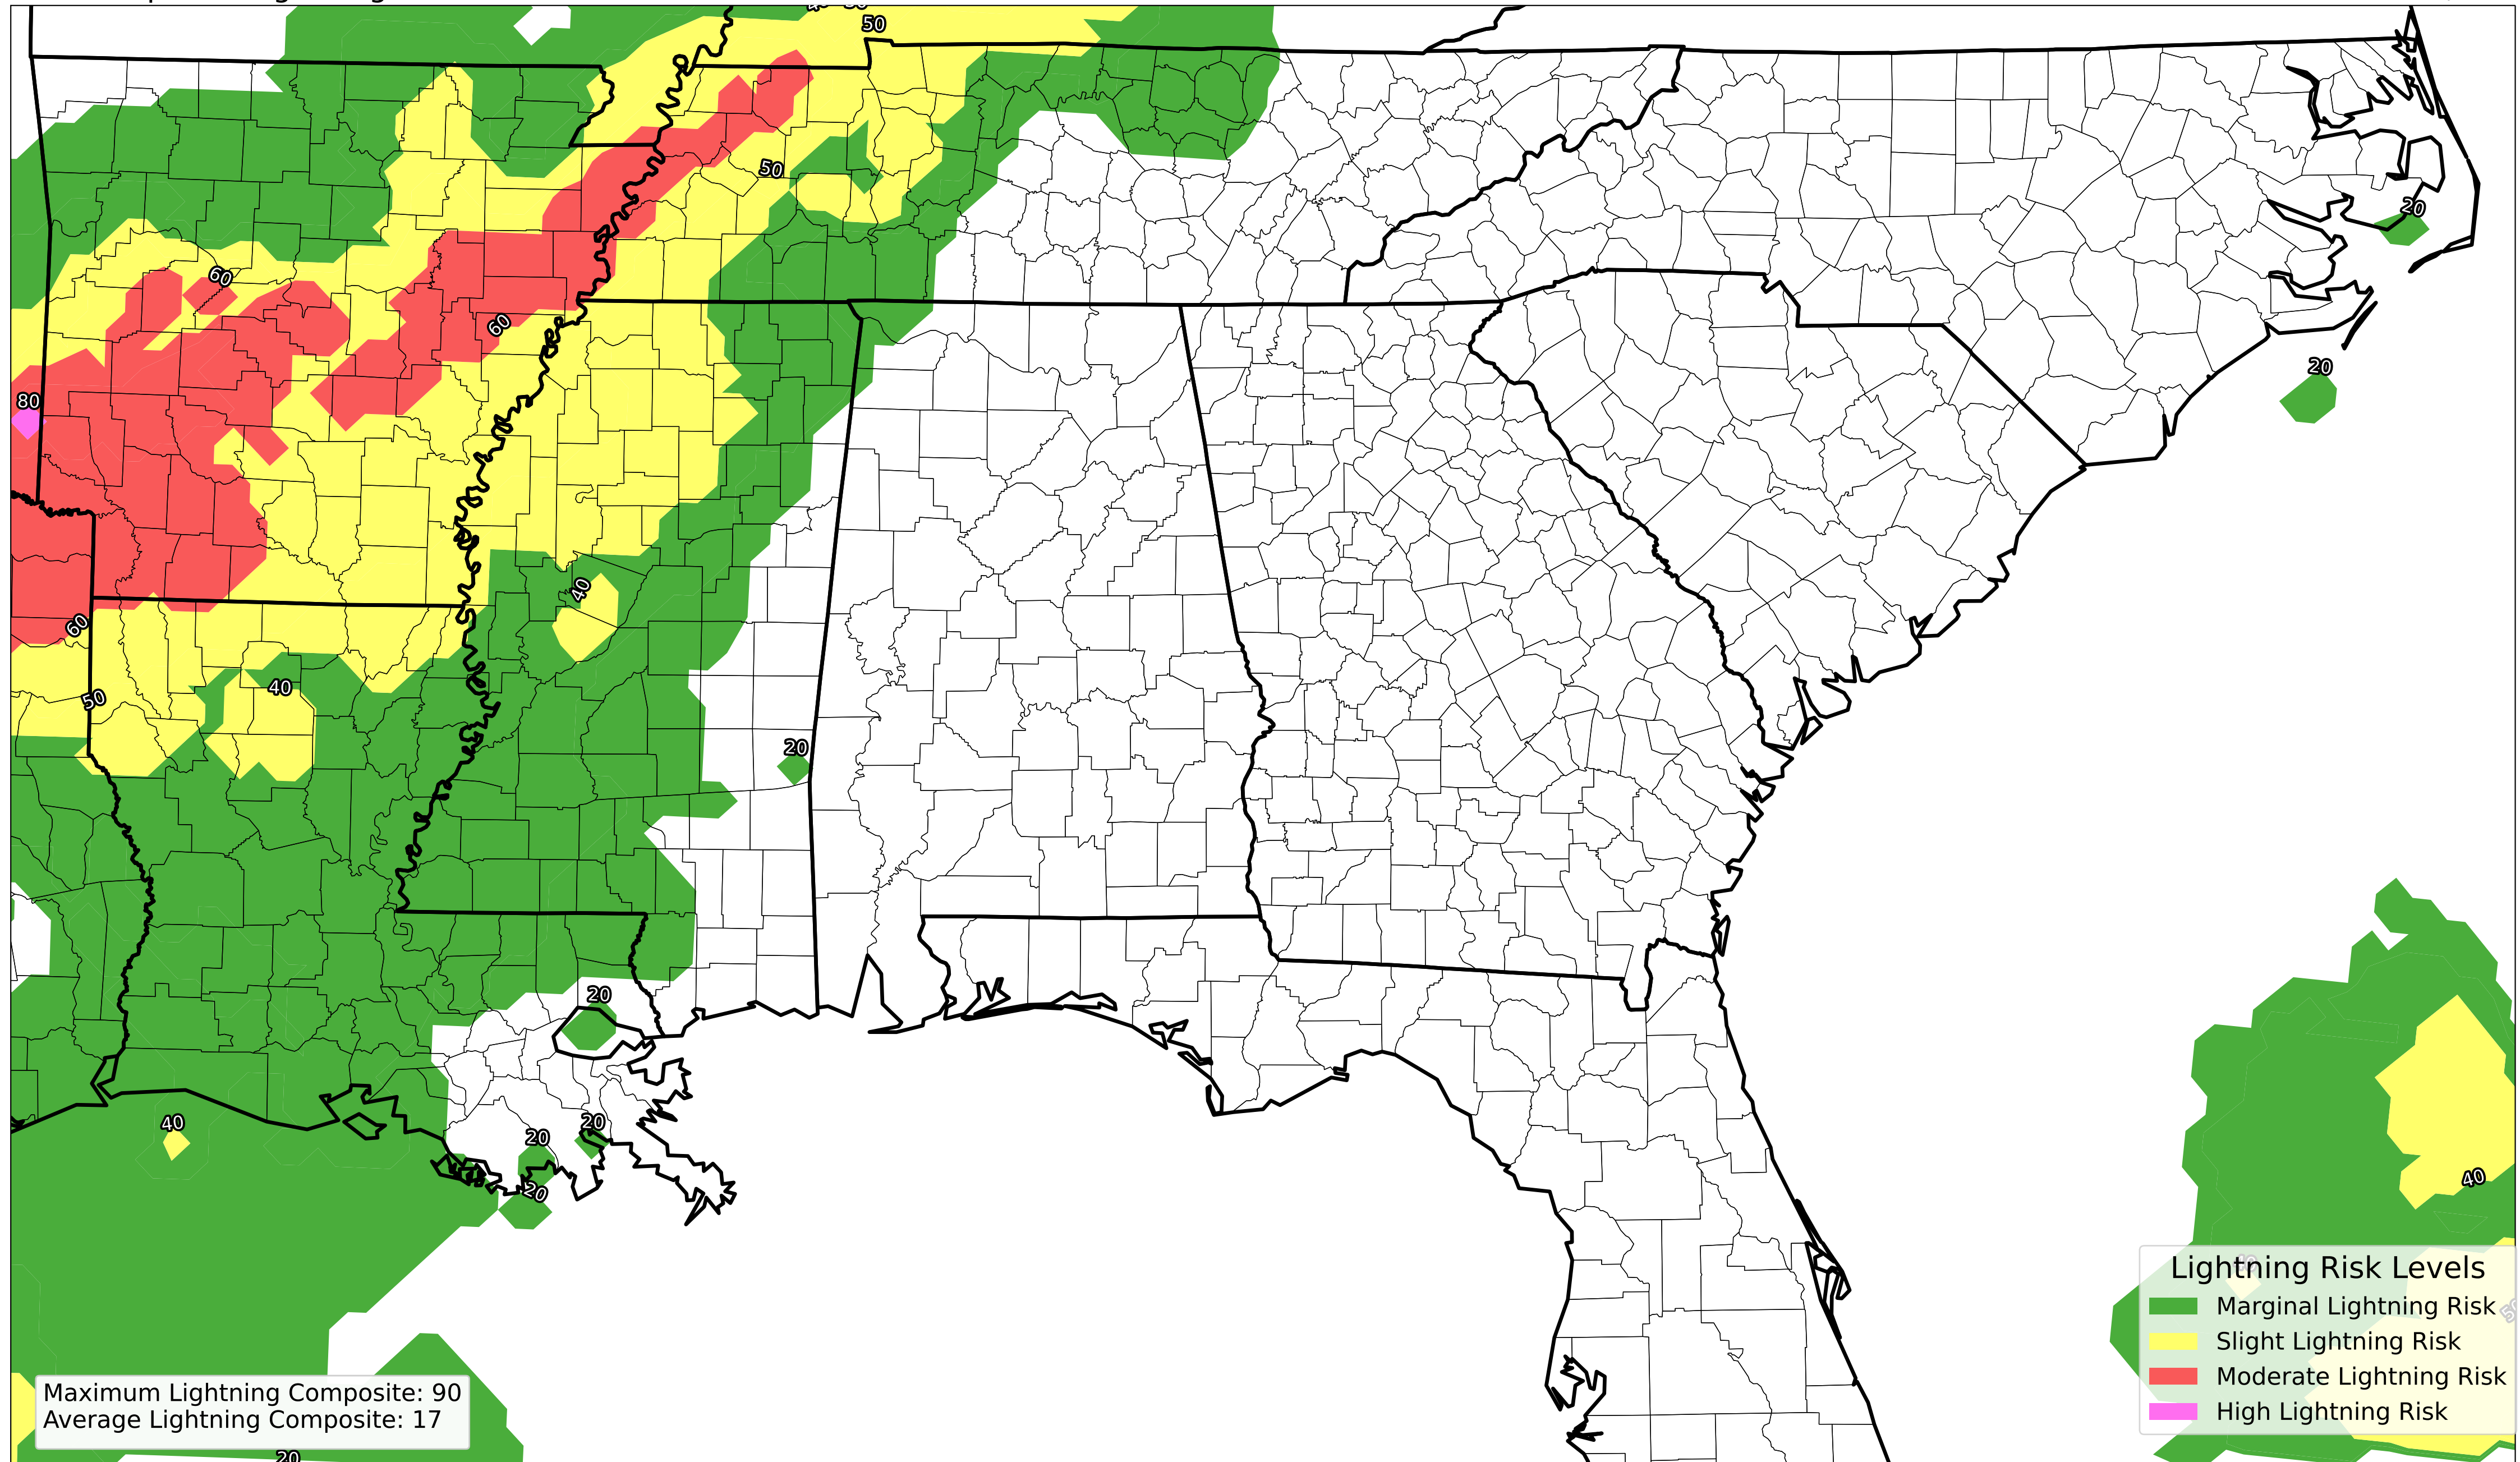 50
50
20
60
60
20
80
40
60
40
50
20
20
40
20
20
20
40
Lightning Risk Levels
Marginal Lightning Risk
Slight Lightning Risk
Moderate Lightning Risk
High Lightning Risk
Maximum Lightning Composite: 90
Average Lightning Composite: 17
20